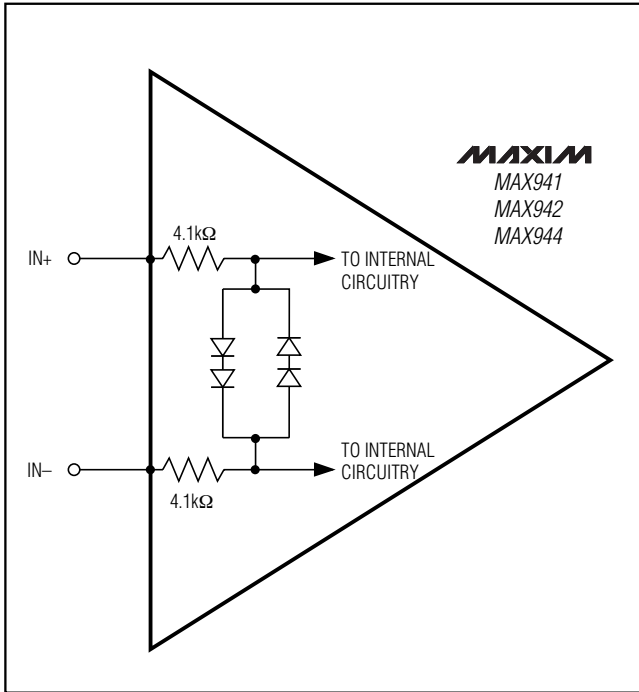 MAXIM
MAX941
MAX942
MAX944
4.1kΩ
IN+
TO INTERNAL
CIRCUITRY
TO INTERNAL
CIRCUITRY
IN–
4.1kΩ